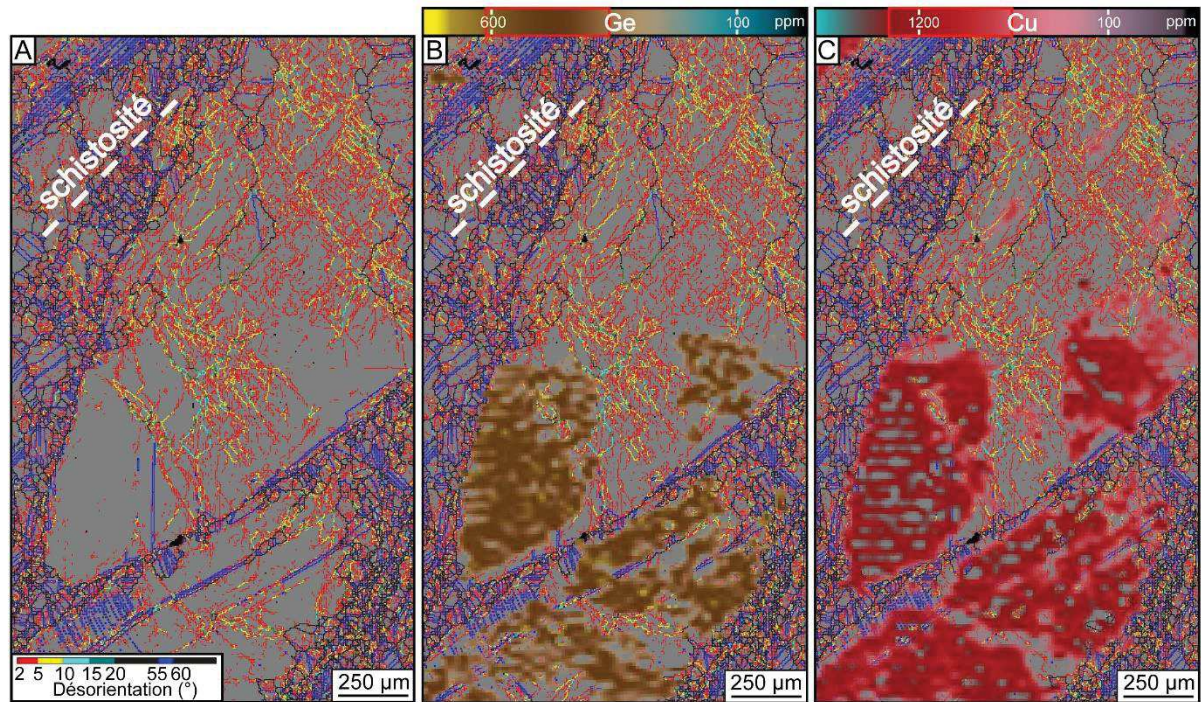 600 Ge 100 ppm
1200 Cu 100 ppm
A
B
C
schistosité
schistosité
schistosité
2 5 10 15 20 55 60
Désorientation (°)
250 µm
250 µm
250 µm